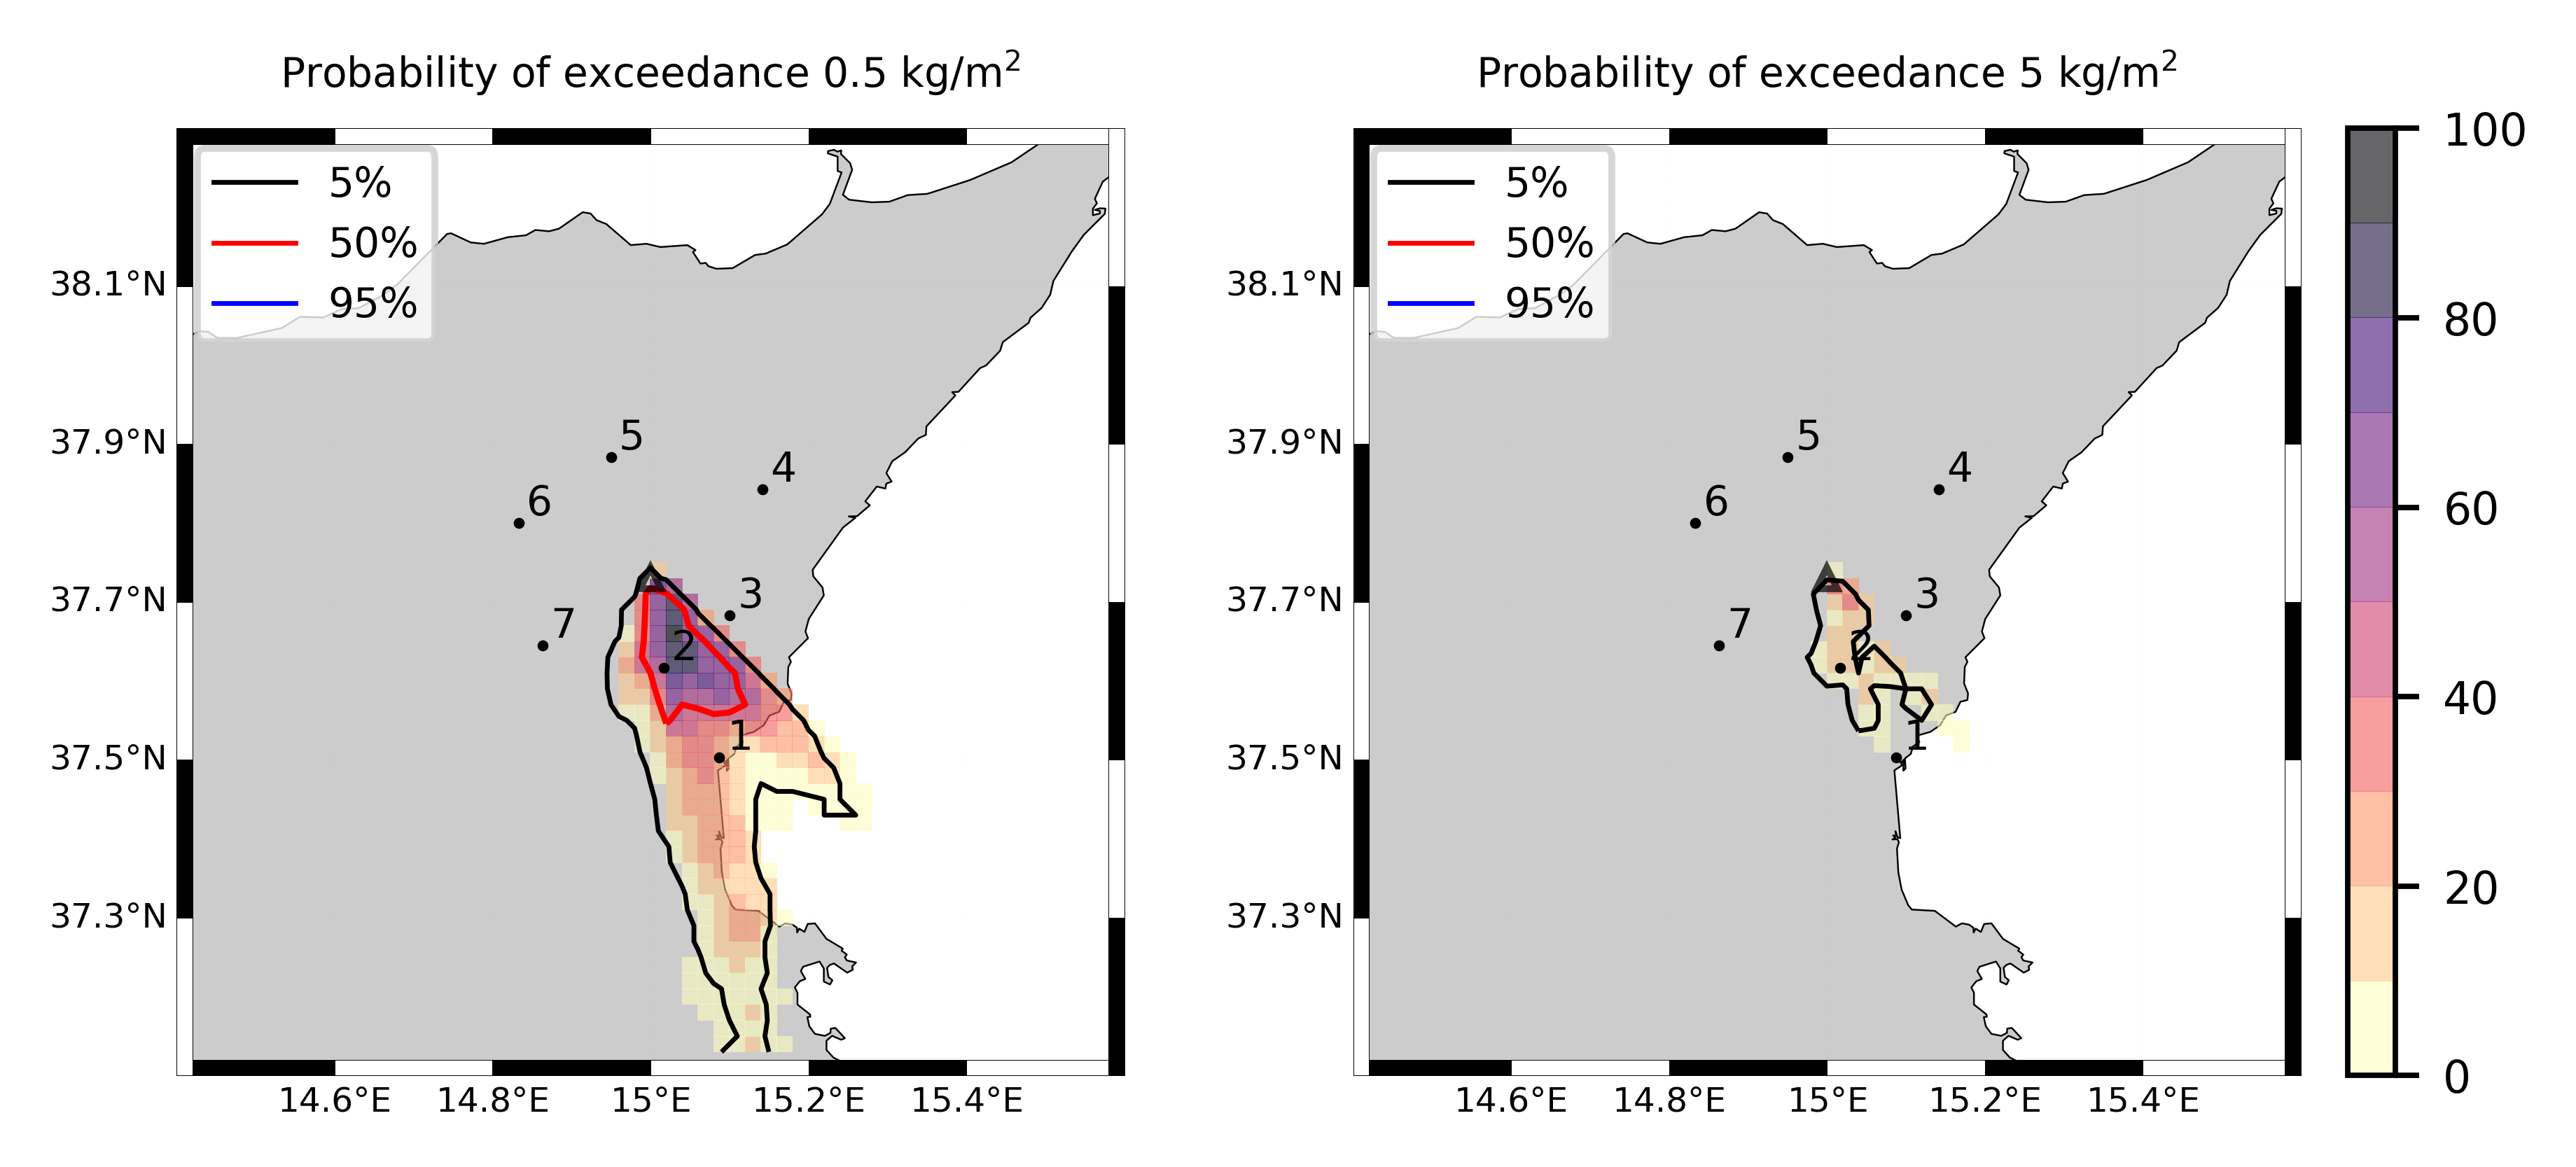 Probability of exceedance 0.5 kg/m²
5%
50%
95%
38.1°N
37.9°N
37.7°N
37.5°N
37.3°N
14.6°E
14.8°E
15°E
15.2°E
15.4°E
5
4
6
3
7
2
1
Probability of exceedance 5 kg/m²
5%
50%
95%
38.1°N
37.9°N
37.7°N
37.5°N
37.3°N
14.6°E
14.8°E
15°E
15.2°E
15.4°E
5
4
6
3
7
2
1
100
80
60
40
20
0